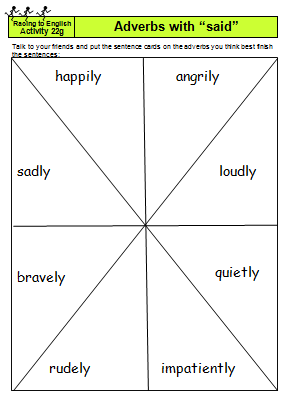 Racing to English
Activity 22g
Adverbs with “said”
Talk to your friends and put the sentence cards on the adverbs you think best finish
the sentences:
happily
angrily
sadly
loudly
bravely
quietly
rudely
impatiently